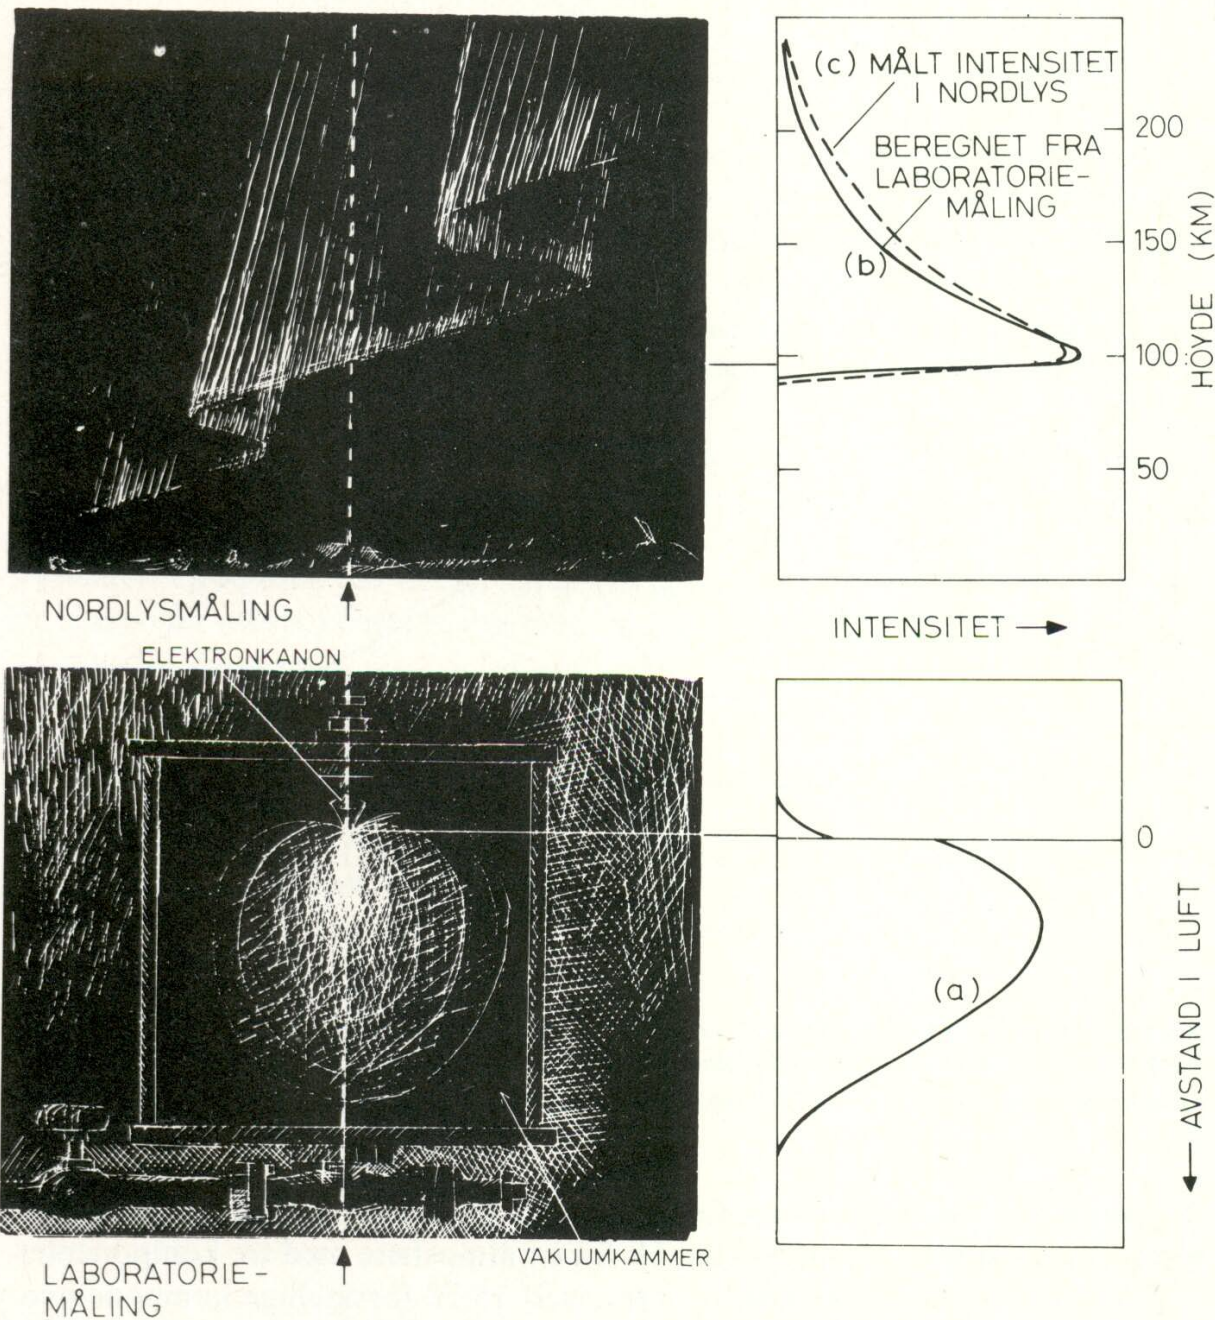 (c) MÅLT INTENSITET
I NORDLYS
BEREGNET FRA
LABORATORIE-
MÅLING
(b)
200
150
100
50
HÖYDE (KM)
NORDLYSMÅLING
INTENSITET
ELEKTRONKANON
0
(a)
AVSTAND I LUFT
VAKUUMKAMMER
LABORATORIE-
MÅLING